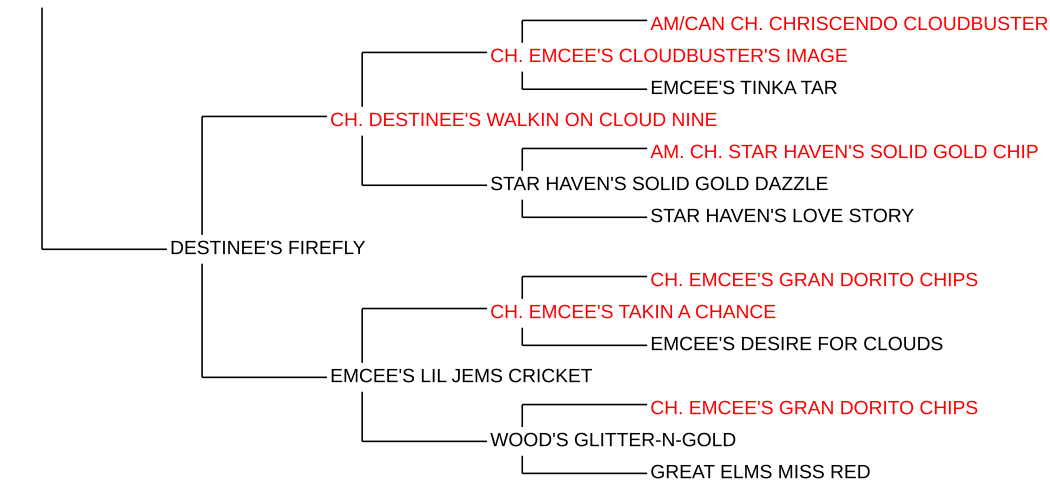 AM/CAN CH. CHRISCENDO CLOUDBUSTER
CH. EMCEE'S CLOUDBUSTER'S IMAGE
EMCEE'S TINKA TAR
CH. DESTINEE'S WALKIN ON CLOUD NINE
AM. CH. STAR HAVEN'S SOLID GOLD CHIP
STAR HAVEN'S SOLID GOLD DAZZLE
STAR HAVEN'S LOVE STORY
DESTINEE'S FIREFLY
CH. EMCEE'S GRAN DORITO CHIPS
CH. EMCEE'S TAKIN A CHANCE
EMCEE'S DESIRE FOR CLOUDS
EMCEE'S LIL JEMS CRICKET
CH. EMCEE'S GRAN DORITO CHIPS
WOOD'S GLITTER-N-GOLD
GREAT ELMS MISS RED